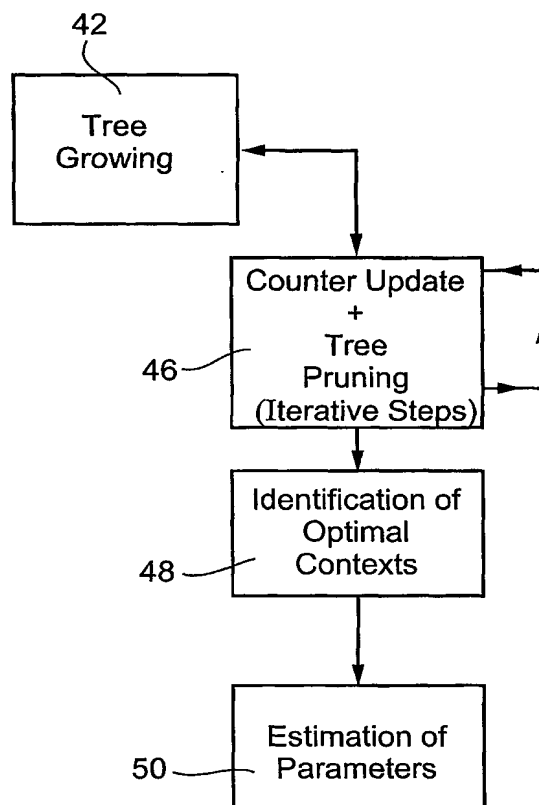 42
Tree
Growing
Counter Update
+
Tree
Pruning
(Iterative Steps)
46
Identification of
Optimal
Contexts
48
Estimation of
Parameters
50